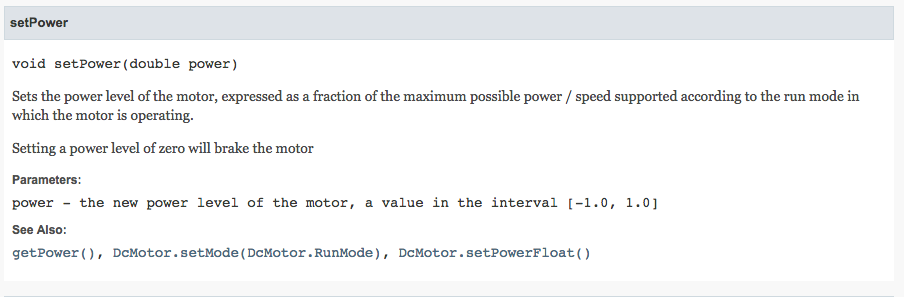 setPower
void setPower(double power)
Sets the power level of the motor, expressed as a fraction of the maximum possible power / speed supported according to the run mode in
which the motor is operating.
Setting a power level of zero will brake the motor
Parameters:
power - the new power level of the motor, a value in the interval [-1.0, 1.0]
See Also:
getPower(), DcMotor.setMode(DcMotor.RunMode), DcMotor.setPowerFloat()